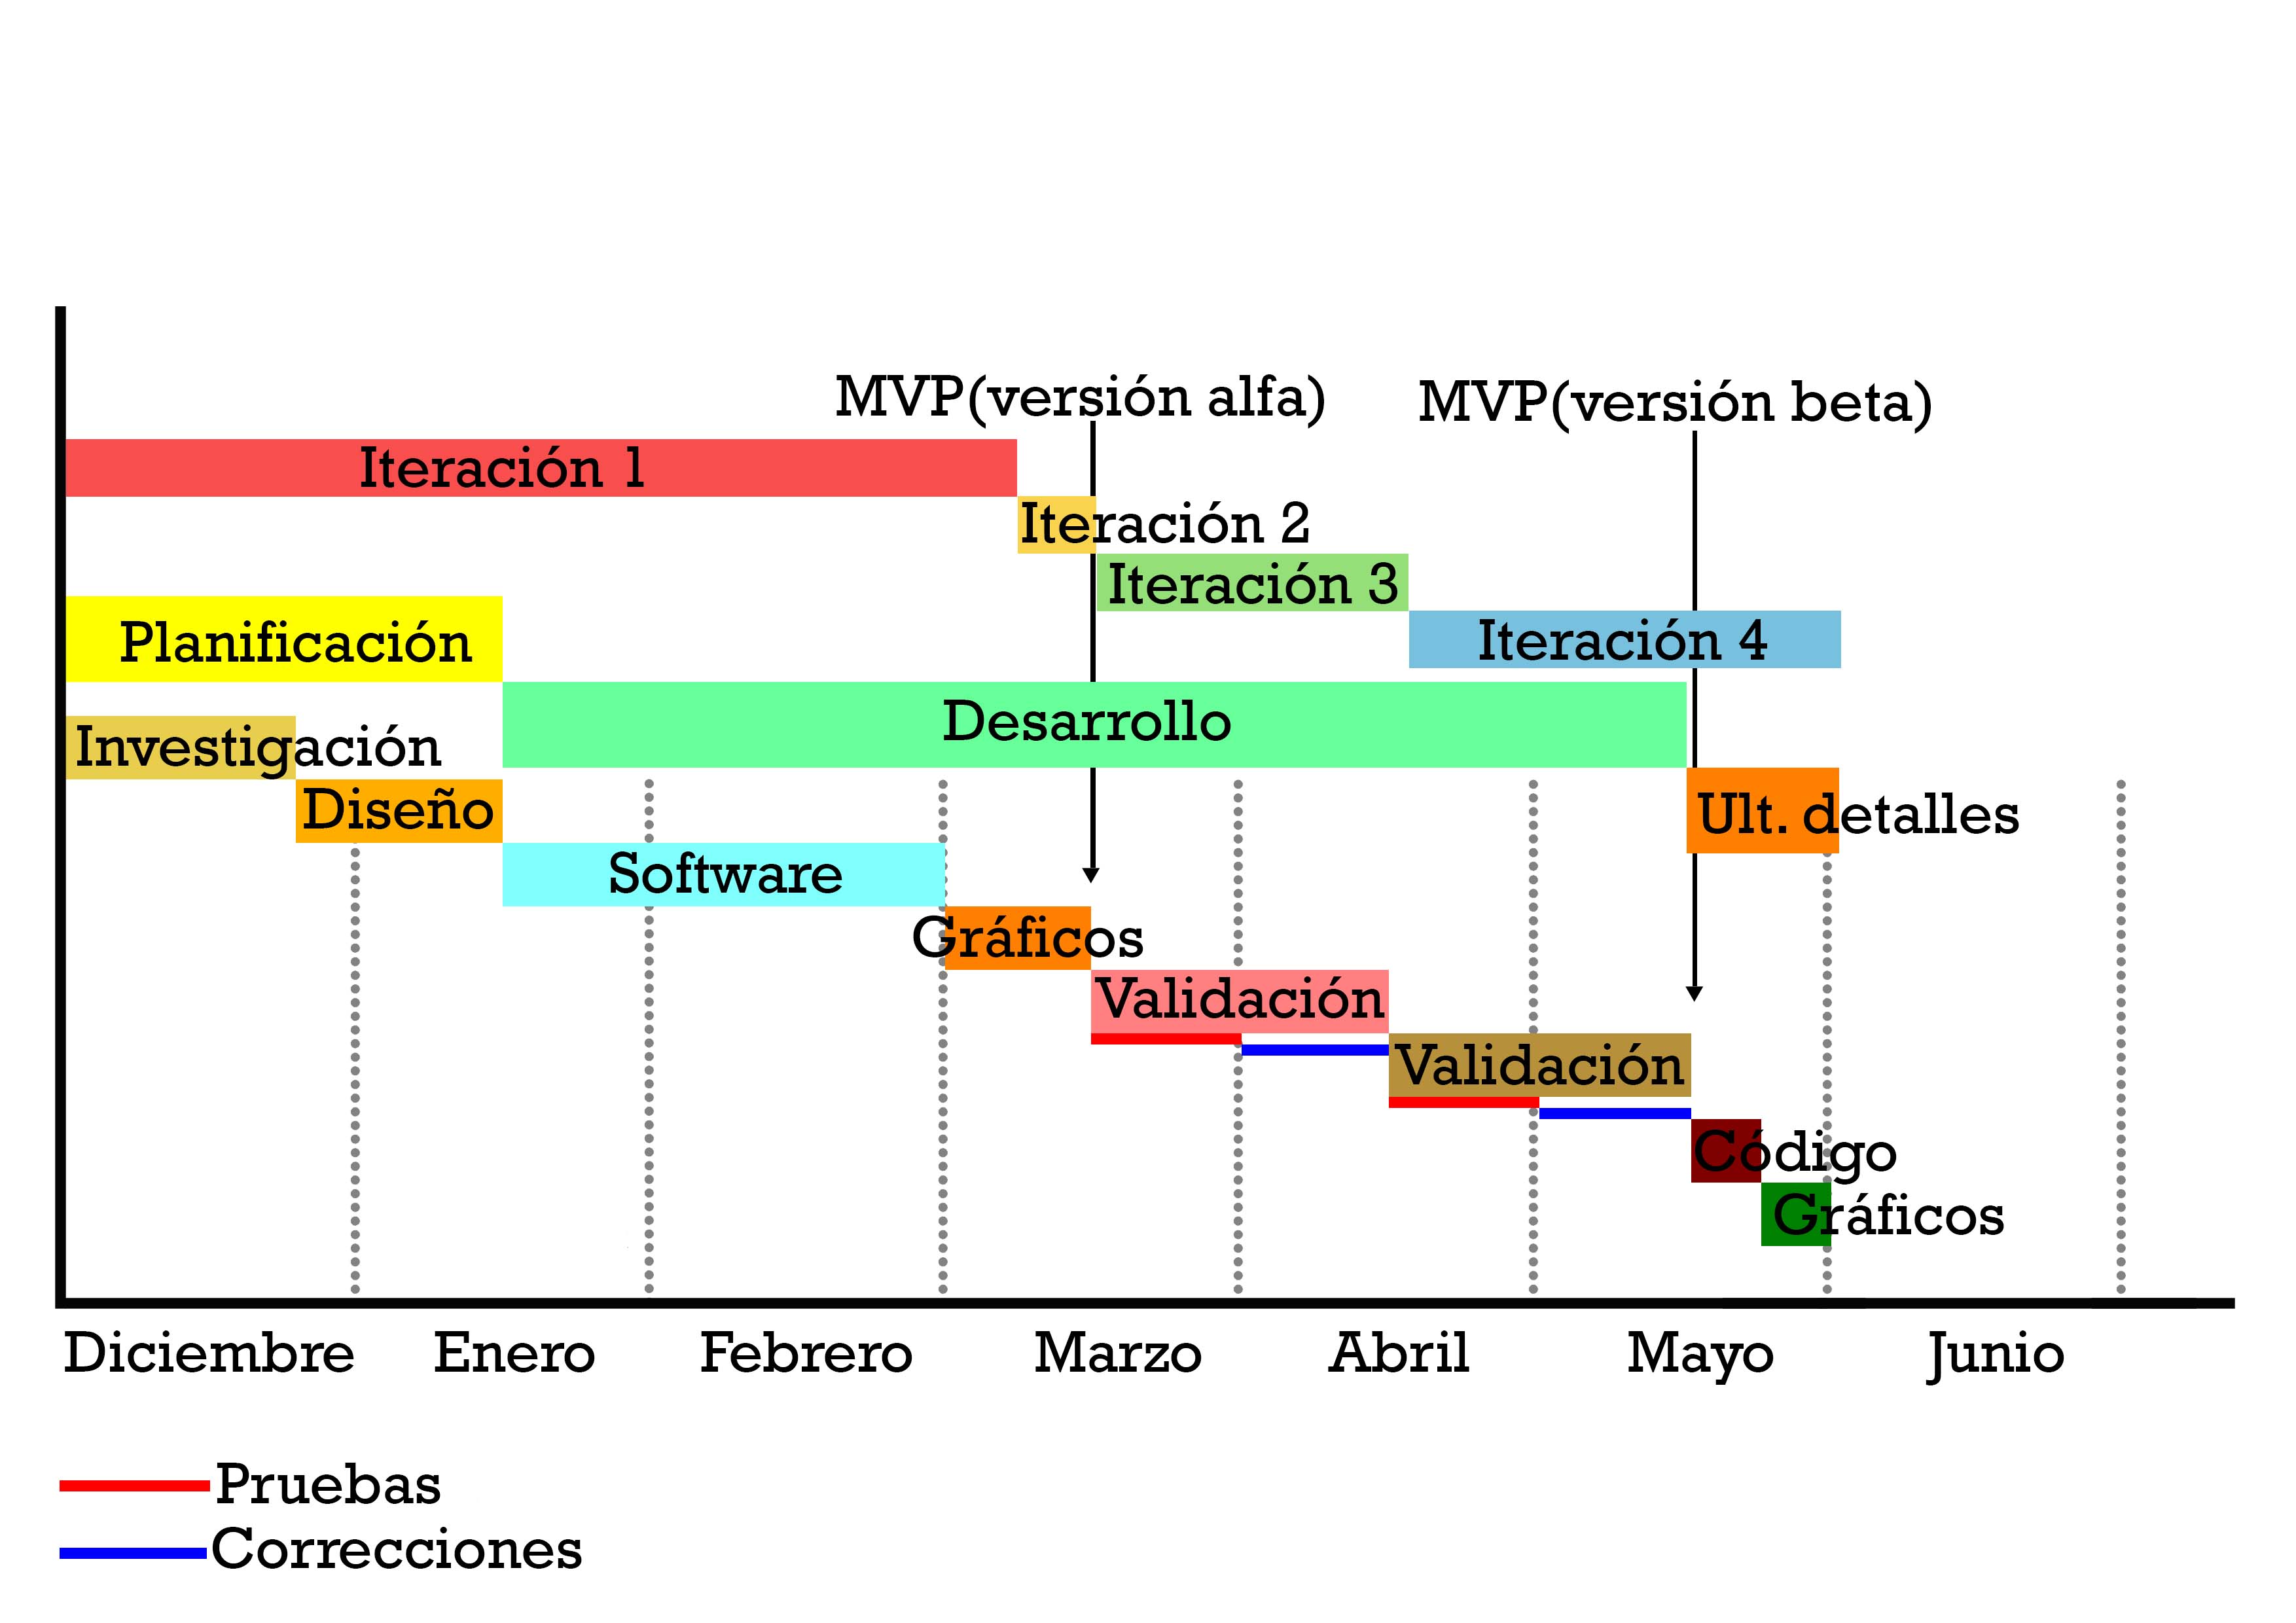 MVP(versión alfa)
MVP(versión beta)
Iteración 1
Iteración 2
Iteración 3
Iteración 4
Planificación
Desarrollo
Investigación
Diseño
Ult. detalles
Software
Gráficos
Validación
Validación
Código
Gráficos
Diciembre Enero Febrero Marzo Abril Mayo Junio
Pruebas
Correcciones